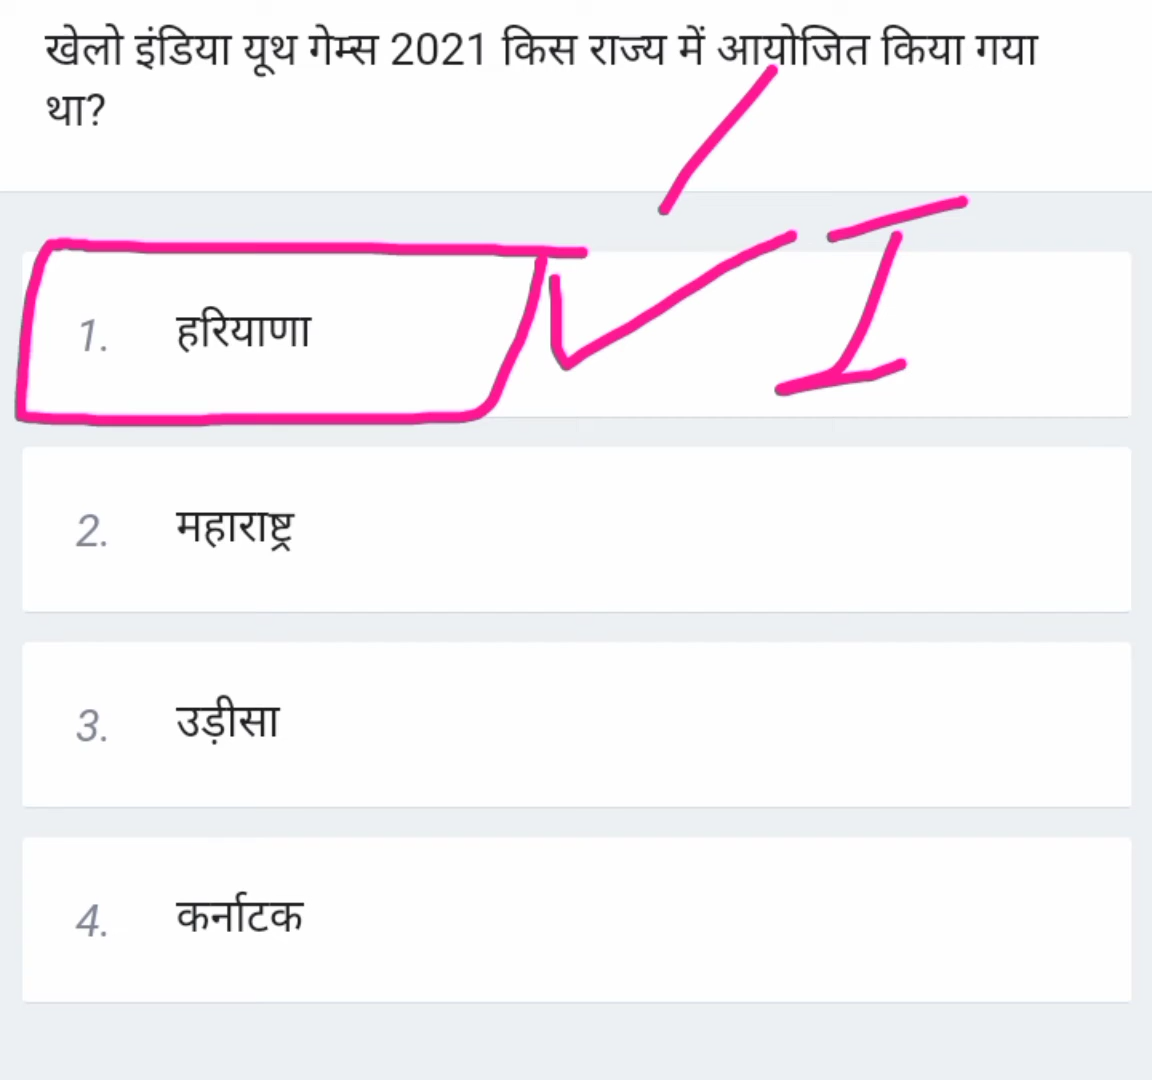 खेलो इंडिया यूथ गेम्स 2021 किस राज्य में आयोजित किया गया
था?
1. हरियाणा
I
2. महाराष्ट्र
3. उड़ीसा
4. कर्नाटक